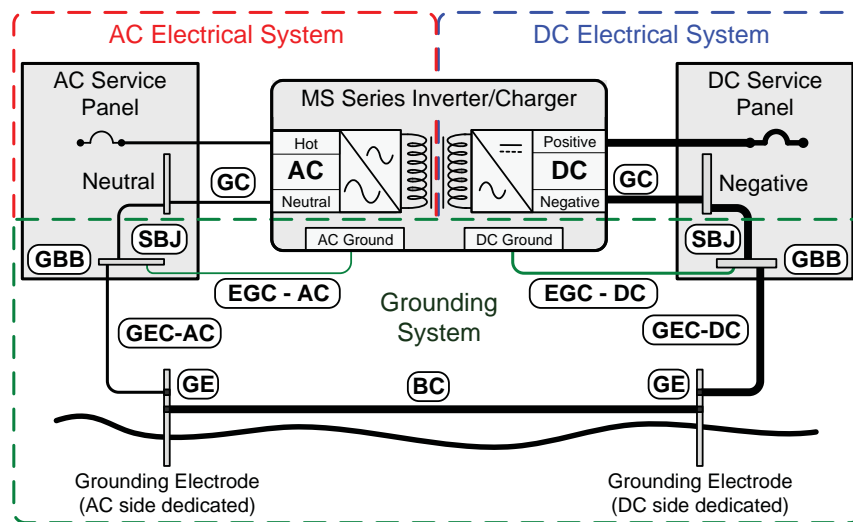 AC Electrical System
DC Electrical System
AC Service
Panel
MS Series Inverter/Charger
DC Service
Panel
Hot
AC
Neutral
Positive
DC
Negative
Neutral
GC
GC
Negative
SBJ
AC Ground
DC Ground
SBJ
GBB
GBB
EGC - AC
EGC - DC
Grounding
System
GEC-AC
GEC-DC
GE
BC
GE
Grounding Electrode
(AC side dedicated)
Grounding Electrode
(DC side dedicated)